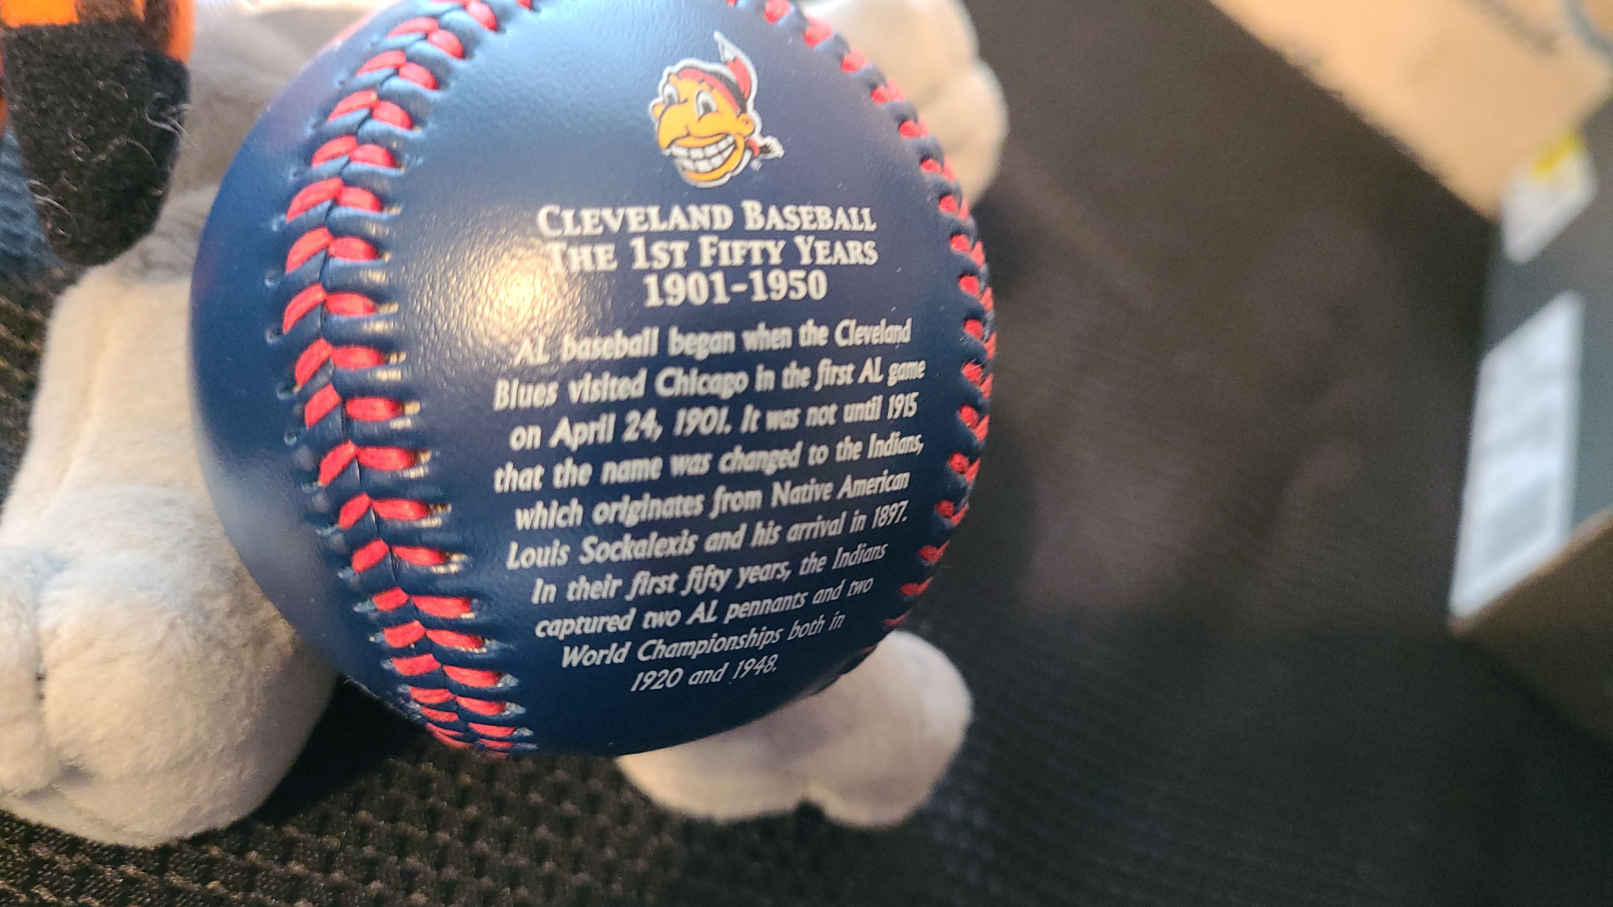 CLEVELAND BASEBALL
THE 1ST FIFTY YEARS
1901-1950
AL baseball began when the Cleveland
Blues visited Chicago in the first AL game
on April 24, 1901. It was not until 1915
that the name was changed to the Indians,
which originates from Native American
Louis Sockalexis and his arrival in 1897.
In their first fifty years, the Indians
captured two AL pennants and two
World Championships both in
1920 and 1948.